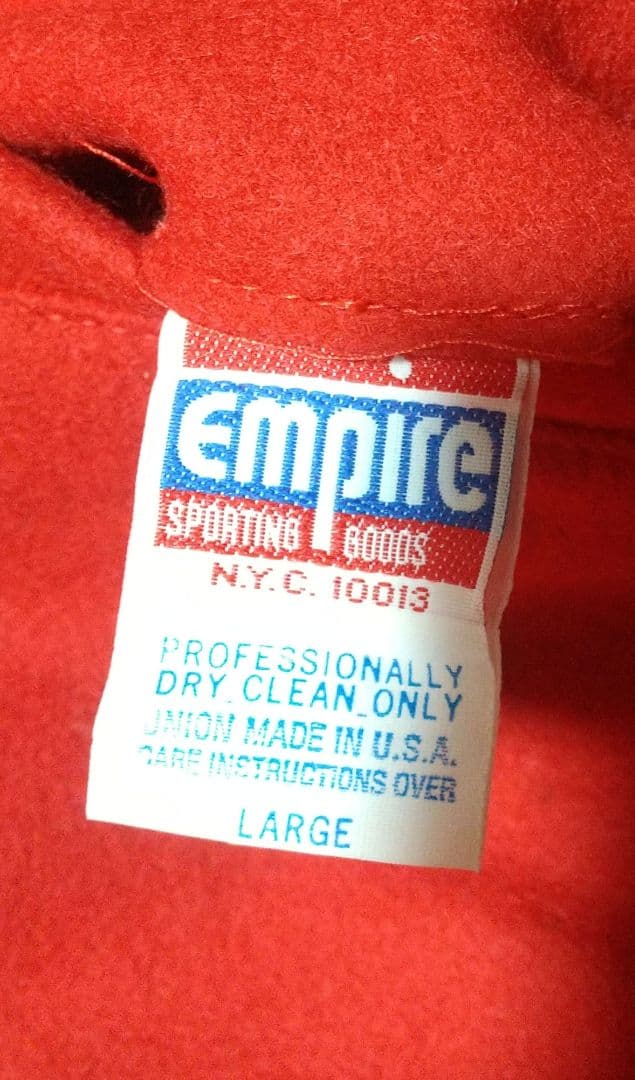 empire
SPORTING GOODS
N.Y.C. 10013
PROFESSIONALLY
DRY CLEAN ONLY
UNION MADE IN U.S.A.
CARE INSTRUCTIONS OVER
LARGE